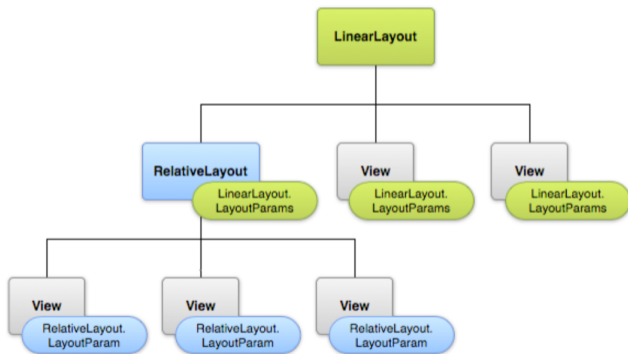 LinearLayout
RelativeLayout
LinearLayout.
LayoutParams
View
LinearLayout.
LayoutParams
View
LinearLayout.
LayoutParams
View
RelativeLayout.
LayoutParam
View
RelativeLayout.
LayoutParam
View
RelativeLayout.
LayoutParam